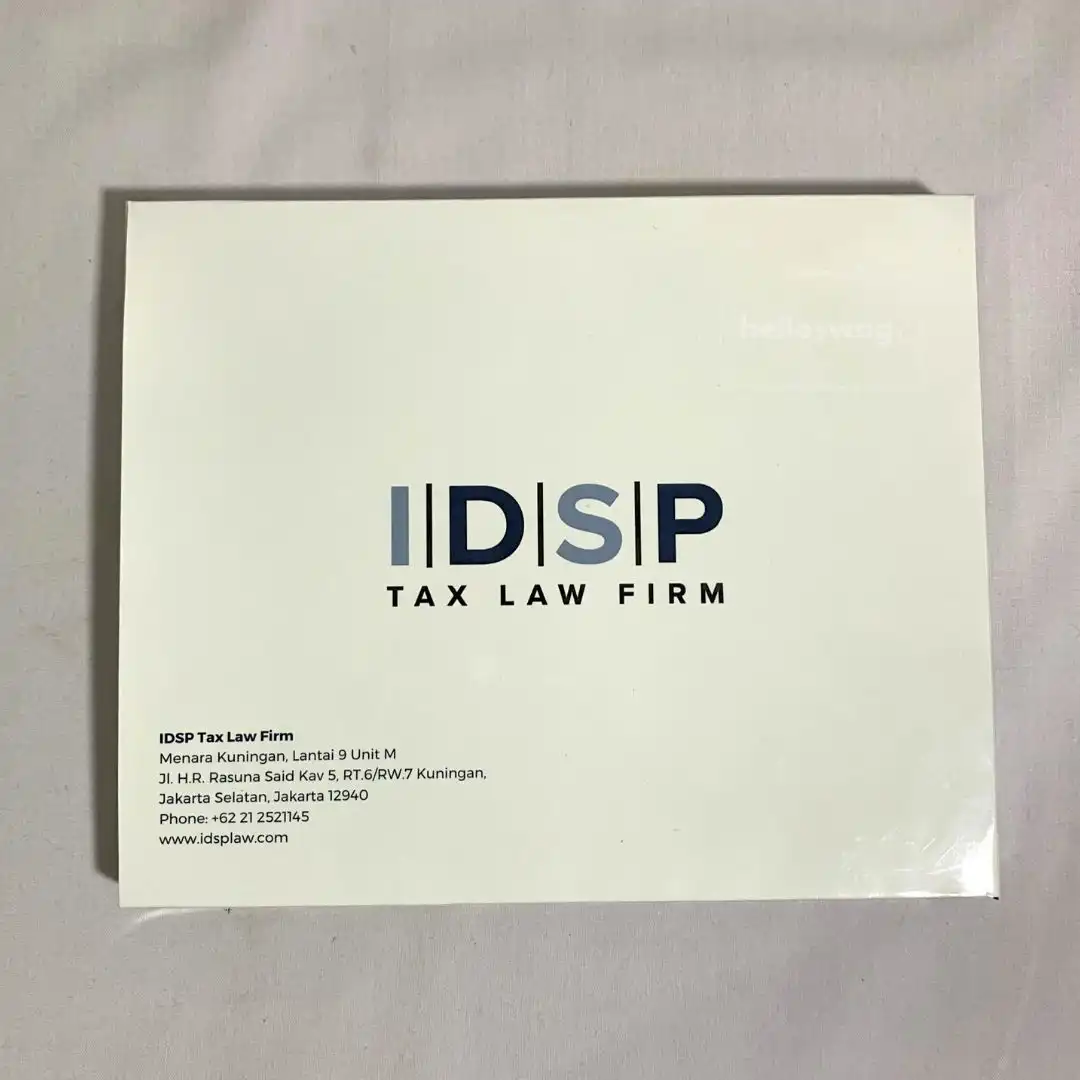 I|D|S|P
TAX LAW FIRM
IDSP Tax Law Firm
Menara Kuningan, Lantai 9 Unit M
Jl. H.R. Rasuna Said Kav 5, RT.6/RW.7 Kuningan,
Jakarta Selatan, Jakarta 12940
Phone: +62 21 2521145
www.idsplaw.com